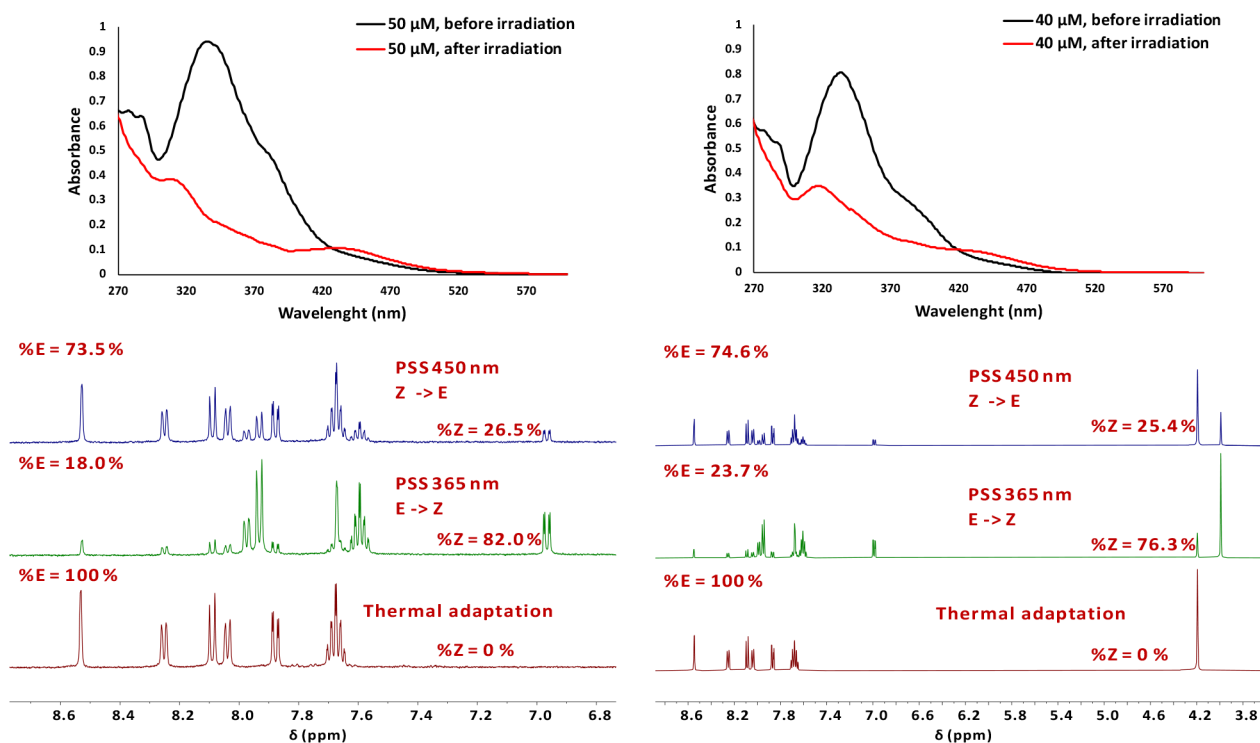 50 µM, before irradiation
50 µM, after irradiation
Absorbance
1
0.9
0.8
0.7
0.6
0.5
0.4
0.3
0.2
0.1
0
270 320 370 420 470 520 570
Wavelenght (nm)
40 µM, before irradiation
40 µM, after irradiation
Absorbance
1
0.9
0.8
0.7
0.6
0.5
0.4
0.3
0.2
0.1
0
270 320 370 420 470 520 570
Wavelenght (nm)
%E = 73.5%
PSS 450 nm
Z -> E
%Z = 26.5%
%E = 18.0%
PSS 365 nm
E -> Z
%Z = 82.0%
%E = 100%
Thermal adaptation
%Z = 0 %
8.6 8.4 8.2 8.0 7.8 7.6 7.4 7.2 7.0 6.8
δ (ppm)
%E = 74.6%
PSS 450 nm
Z -> E
%Z = 25.4%
%E = 23.7%
PSS 365 nm
E -> Z
%Z = 76.3%
%E = 100%
Thermal adaptation
%Z = 0 %
8.6 8.2 7.8 7.4 7.0 6.6 6.2 5.8 5.4 5.0 4.6 4.2 3.8
δ (ppm)